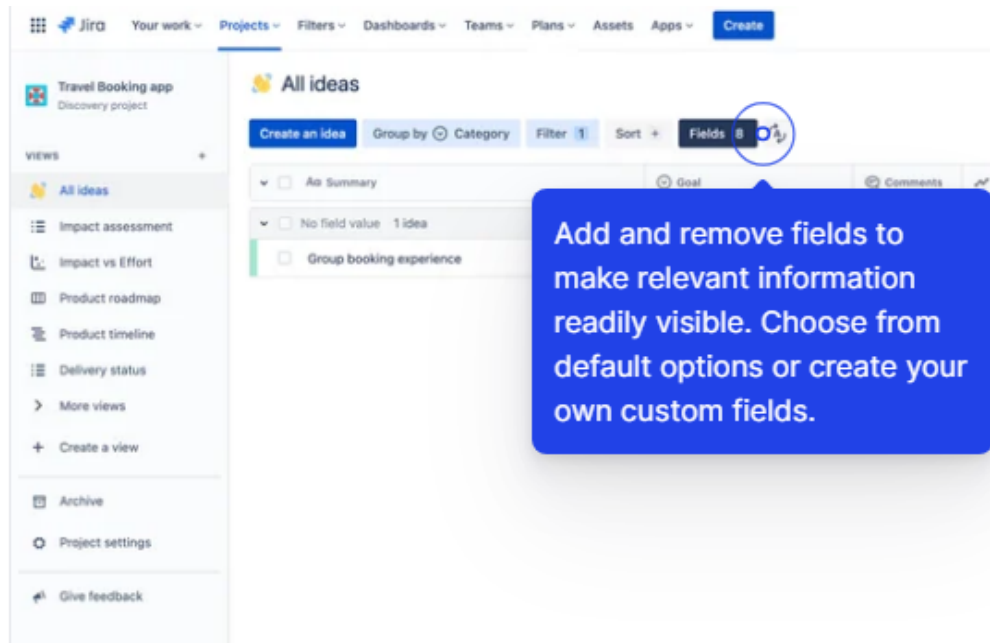 Jira Your work Projects Filters Dashboards Teams Plans Assets Apps Create
Travel Booking app
Discovery project
VIEWS +
All ideas
Impact assessment
Impact vs Effort
Product roadmap
Product timeline
Delivery status
More views
+ Create a view
Archive
Project settings
Give feedback
All ideas
Create an idea Group by Category Filter 1 Sort + Fields 8
Aa Summary Goal Comments
No field value 1 idea
Group booking experience
Add and remove fields to
make relevant information
readily visible. Choose from
default options or create your
own custom fields.